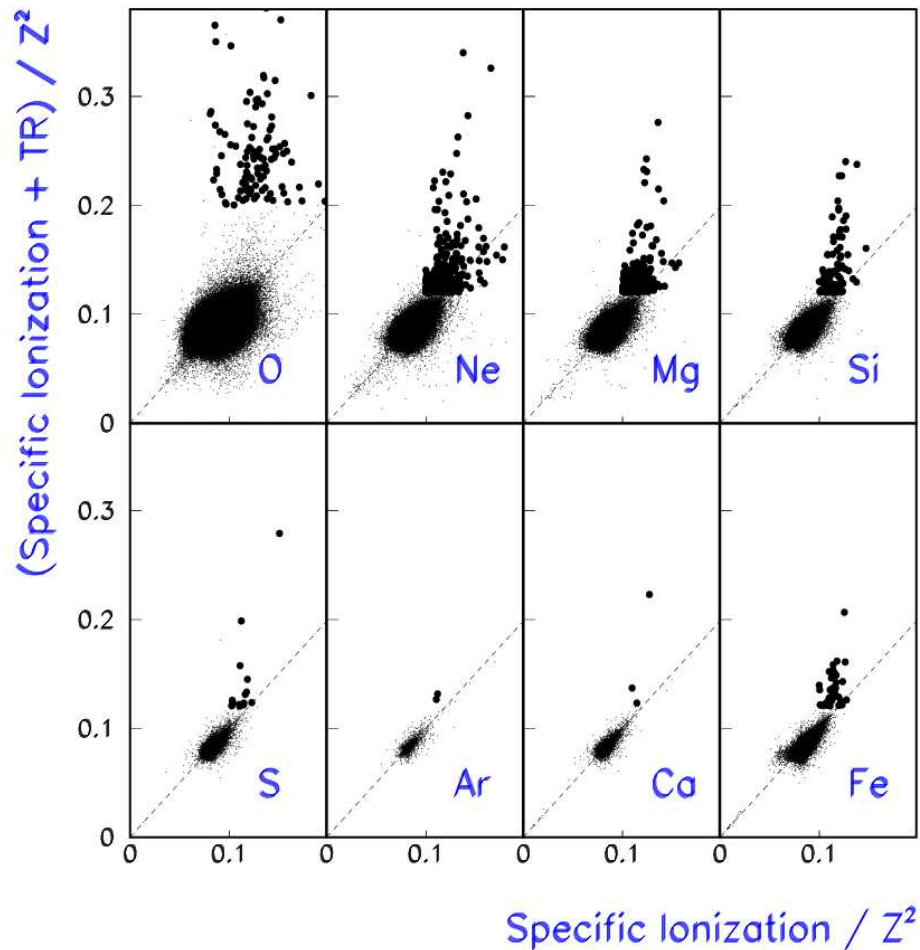 (Specific Ionization + TR) / Z²
0.3
0.2
0.1
0
O
Ne
Mg
Si
0.3
0.2
0.1
0
S
Ar
Ca
Fe
0
0.1
0
0.1
0
0.1
0
0.1
Specific Ionization / Z²